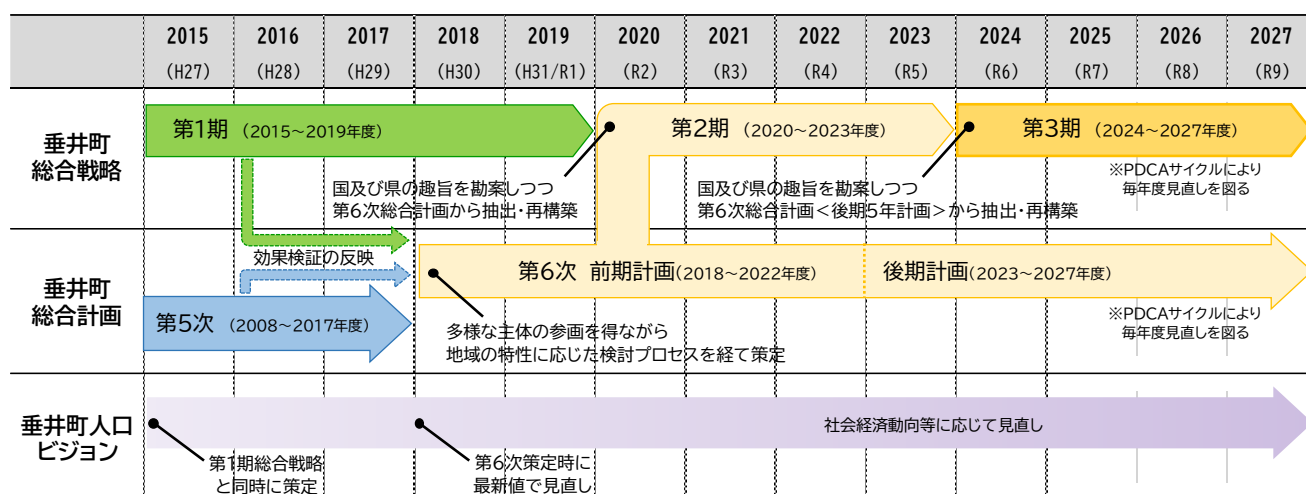 2015 2016 2017 2018 2019 2020 2021 2022 2023 2024 2025 2026 2027
(H27) (H28) (H29) (H30) (H31/R1) (R2) (R3) (R4) (R5) (R6) (R7) (R8) (R9)
垂井町
総合戦略
第1期 (2015~2019年度)
第2期 (2020~2023年度)
第3期 (2024~2027年度)
国及び県の趣旨を勘案しつつ
第6次総合計画から抽出・再構築
国及び県の趣旨を勘案しつつ
第6次総合計画<後期5年計画>から抽出・再構築
※PDCAサイクルにより
毎年度見直しを図る
垂井町
総合計画
効果検証の反映
第5次 (2008~2017年度)
第6次 前期計画(2018~2022年度)
後期計画(2023~2027年度)
多様な主体の参画を得ながら
地域の特性に応じた検討プロセスを経て策定
※PDCAサイクルにより
毎年度見直しを図る
垂井町人口
ビジョン
社会経済動向等に応じて見直し
第1期総合戦略
と同時に策定
第6次策定時に
最新値で見直し